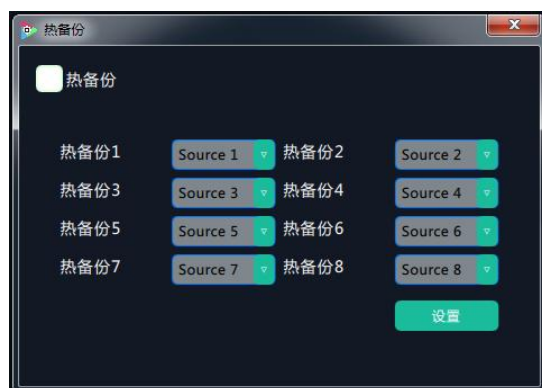 热备份
热备份
热备份1 Source 1 热备份2 Source 2
热备份3 Source 3 热备份4 Source 4
热备份5 Source 5 热备份6 Source 6
热备份7 Source 7 热备份8 Source 8
设置